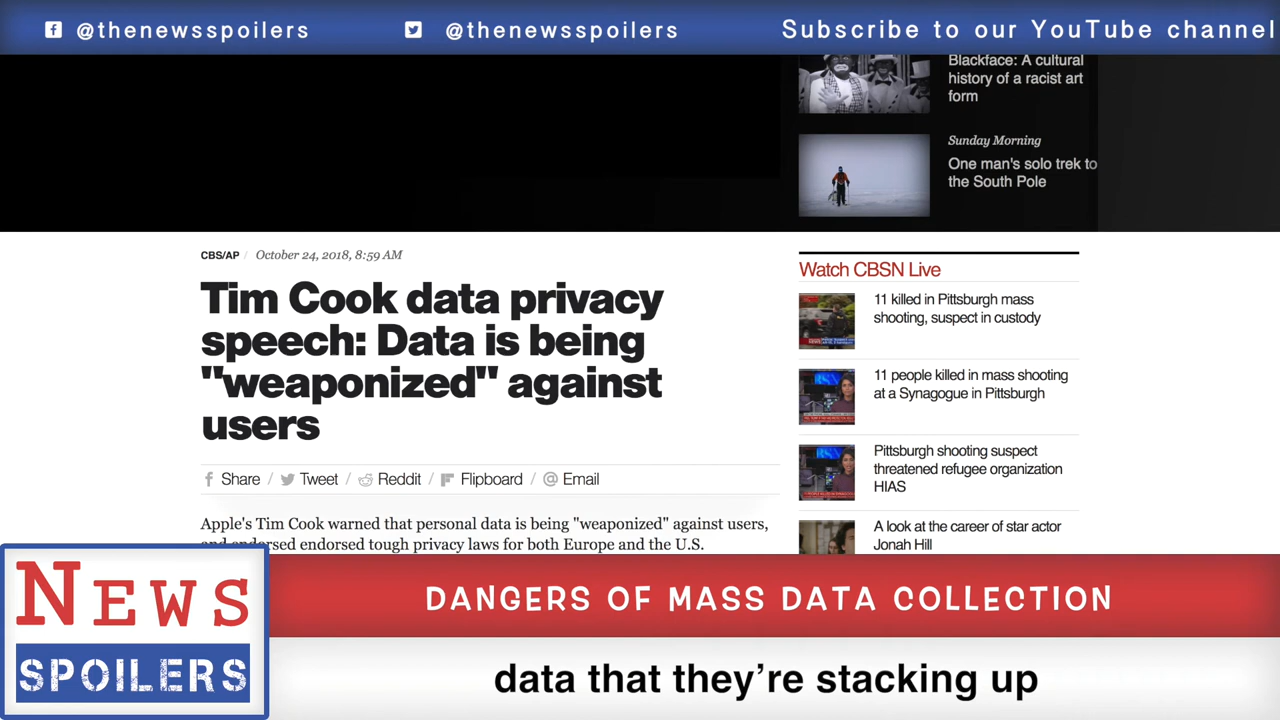 @thenewsspoilers
@thenewsspoilers
Subscribe to our YouTube channel
Blackface: A cultural
history of a racist art
form
Sunday Morning
One man's solo trek to
the South Pole
CBS/AP / October 24, 2018, 8:59 AM
Tim Cook data privacy
speech: Data is being
"weaponized" against
users
Share / Tweet / Reddit / Flipboard / @ Email
Apple's Tim Cook warned that personal data is being "weaponized" against users,
and endorsed endorsed tough privacy laws for both Europe and the U.S.
Watch CBSN Live
11 killed in Pittsburgh mass
shooting, suspect in custody
11 people killed in mass shooting
at a Synagogue in Pittsburgh
Pittsburgh shooting suspect
threatened refugee organization
HIAS
A look at the career of star actor
Jonah Hill
NEWS
SPOILERS
DANGERS OF MASS DATA COLLECTION
data that they're stacking up